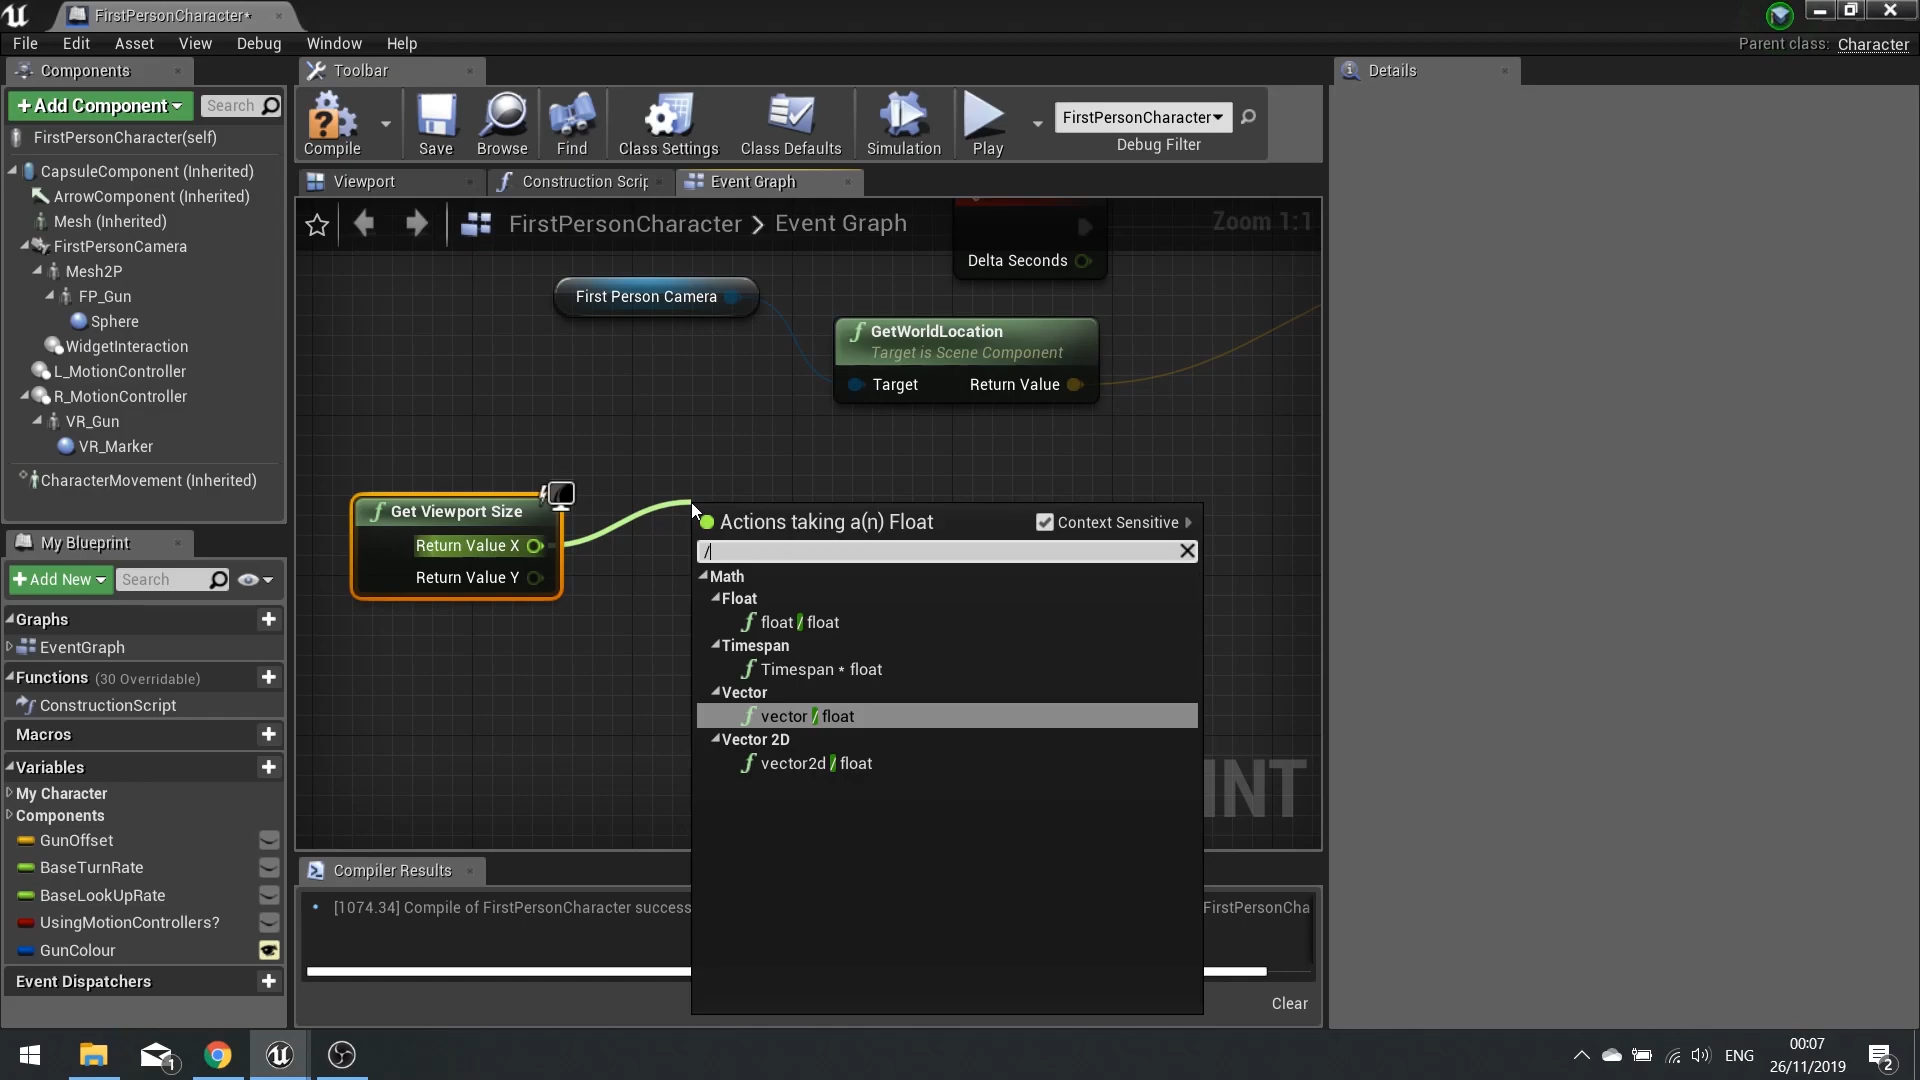 FirstPersonCharacter*
File Edit Asset View Debug Window Help
Parent class: Character
Components
Toolbar
Details
+Add Component
Search
FirstPersonCharacter(self)
CapsuleComponent (Inherited)
ArrowComponent (Inherited)
Mesh (Inherited)
FirstPersonCamera
Mesh2P
FP_Gun
Sphere
WidgetInteraction
L_MotionController
R_MotionController
VR_Gun
VR_Marker
CharacterMovement (Inherited)
Compile
Save
Browse
Find
Class Settings
Class Defaults
Simulation
Play
FirstPersonCharacter
Debug Filter
Viewport
Construction Scrip
Event Graph
FirstPersonCharacter > Event Graph
Zoom 1:1
Delta Seconds
First Person Camera
GetWorldLocation
Target is Scene Component
Target Return Value
Get Viewport Size
Return Value X
Return Value Y
Actions taking a(n) Float
Context Sensitive
/
Math
Float
float / float
Timespan
Timespan * float
Vector
vector / float
Vector 2D
vector2d / float
INT
My Blueprint
+Add New
Search
Graphs
EventGraph
Functions (30 Overridable)
ConstructionScript
Macros
Variables
My Character
Components
GunOffset
BaseTurnRate
BaseLookUpRate
UsingMotionControllers?
GunColour
Event Dispatchers
Compiler Results
[1074.34] Compile of FirstPersonCharacter success
FirstPersonCha
Clear
1
ENG
00:07
26/11/2019
2